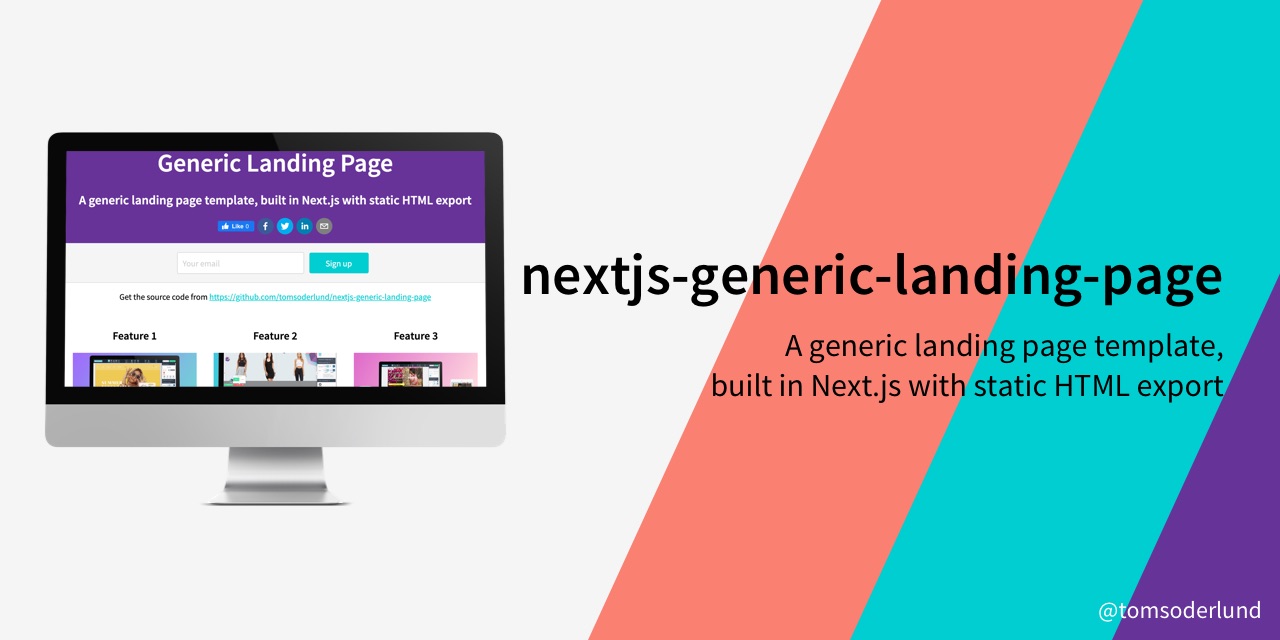 Generic Landing Page
A generic landing page template, built in Next.js with static HTML export
Like 0
Your email
Sign up
Get the source code from https://github.com/tomsoderlund/nextjs-generic-landing-page
Feature 1
Feature 2
Feature 3
nextjs-generic-landing-page
A generic landing page template,
built in Next.js with static HTML export
@tomsoderlund